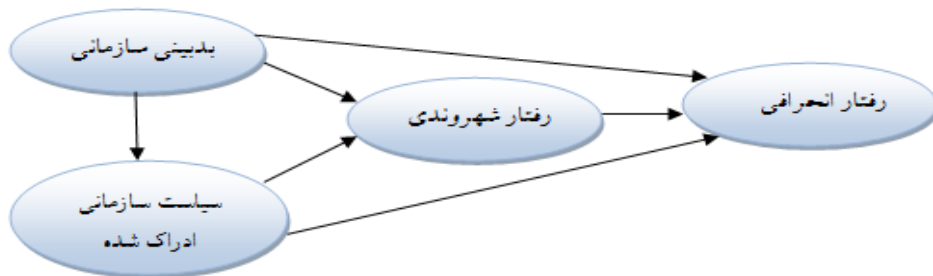 بدبینی سازمانی
رفتار انحرافی
رفتار شهروندی
سیاست سازمانی
ادراک شده